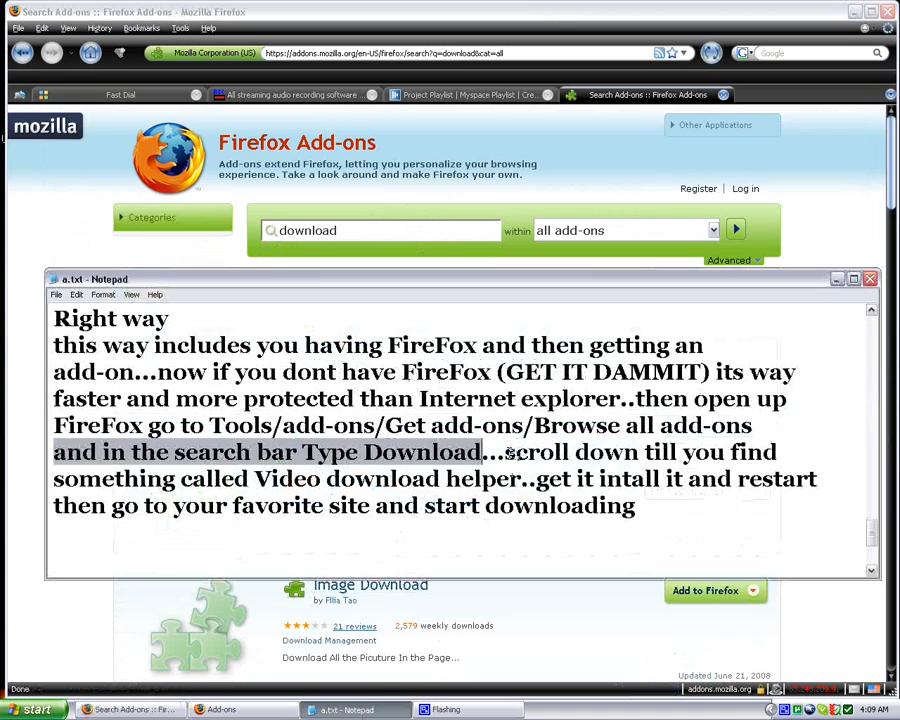 Search Add-ons :: Firefox Add-ons - Mozilla Firefox
File Edit View History Bookmarks Tools Help
Mozilla Corporation (US) https://addons.mozilla.org/en-US/firefox/search?q=download&cat=all Google
Fast Dial All streaming audio recording software ... Project Playlist | Myspace Playlist | Cre... Search Add-ons :: Firefox Add-ons
mozilla
Other Applications
Firefox Add-ons
Add-ons extend Firefox, letting you personalize your browsing
experience. Take a look around and make Firefox your own.
Register | Log in
Categories
download within all add-ons
Advanced
a.txt - Notepad
File Edit Format View Help
Right way
this way includes you having FireFox and then getting an
add-on...now if you dont have FireFox (GET IT DAMMIT) its way
faster and more protected than Internet explorer..then open up
FireFox go to Tools/add-ons/Get add-ons/Browse all add-ons
and in the search bar Type Download...scroll down till you find
something called Video download helper..get it intall it and restart
then go to your favorite site and start downloading
Image Download
by Filia Tao
Add to Firefox
21 reviews 2,579 weekly downloads
Download Management
Download All the Picuture In the Page...
Updated June 21, 2008
Done addons.mozilla.org
start Search Add-ons :: Fir... Add-ons a.txt - Notepad Flashing 4:09 AM